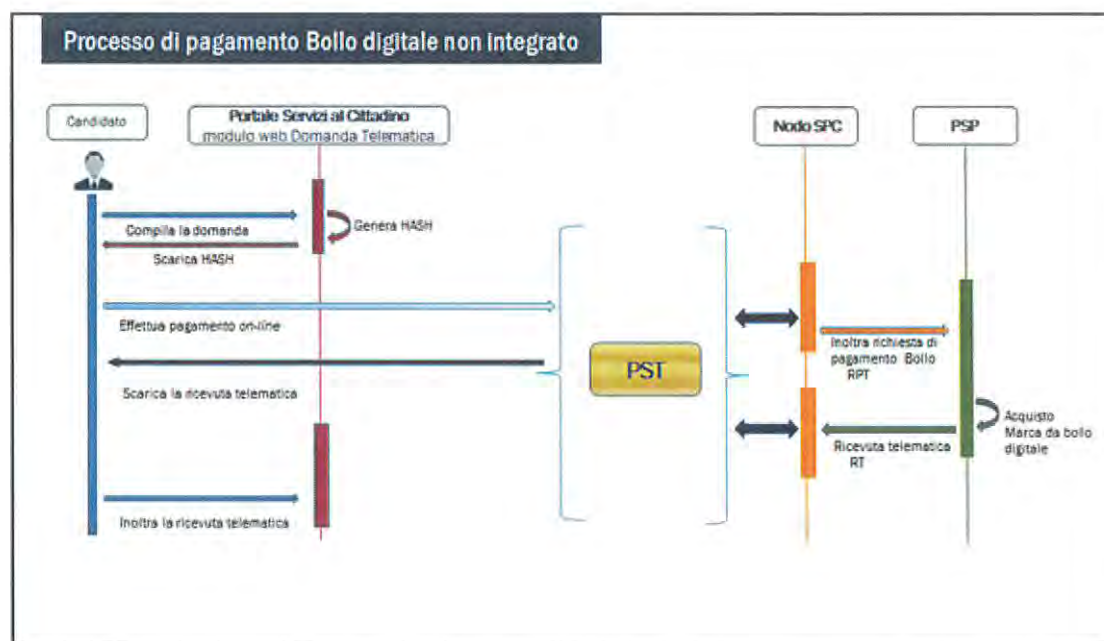 Processo di pagamento Bollo digitale non integrato
Candidato
Portale Servizi al Cittadino
modulo web Domanda Telematica
Nodo SPC
PSP
Compila la domanda
Genera HASH
Scarica HASH
Effettua pagamento on-line
Inoltra richiesta di
pagamento Bollo
RPT
PST
Scarica la ricevuta telematica
Acquisto
Marca da bollo
digitale
Ricevuta telematica
RT
Inoltra la ricevuta telematica